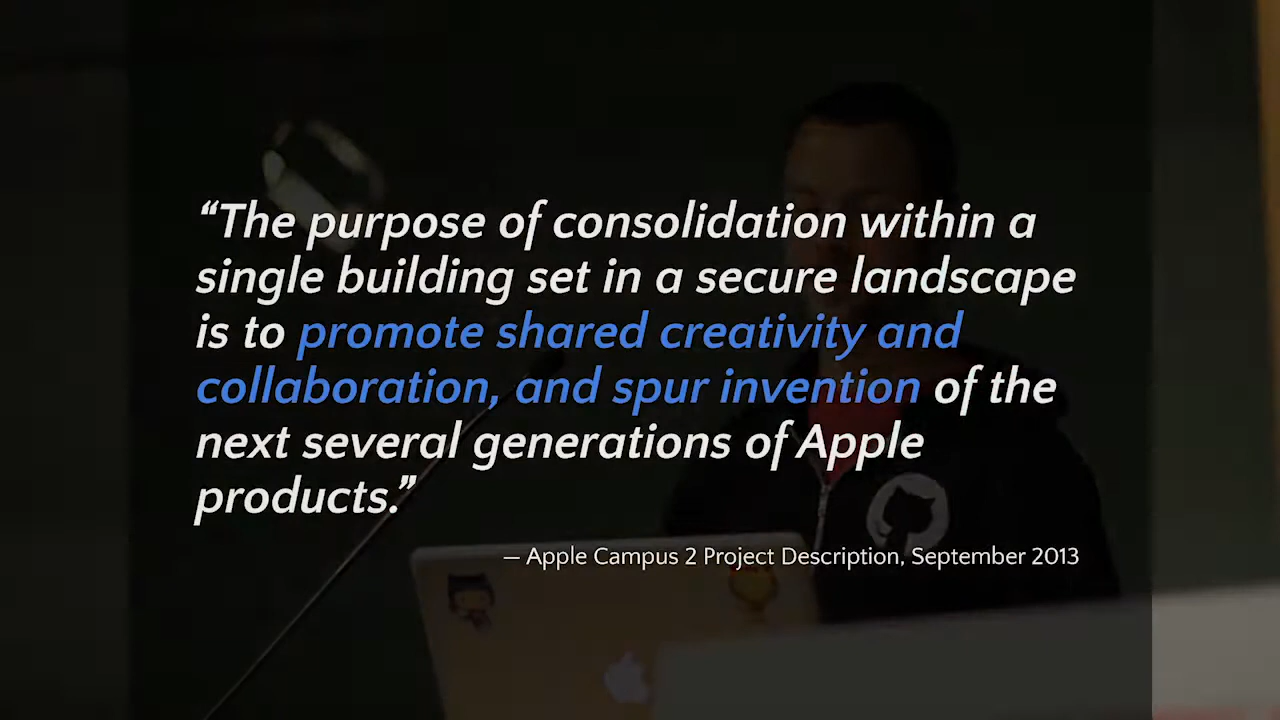 “The purpose of consolidation within a
single building set in a secure landscape
is to promote shared creativity and
collaboration, and spur invention of the
next several generations of Apple
products.”
— Apple Campus 2 Project Description, September 2013